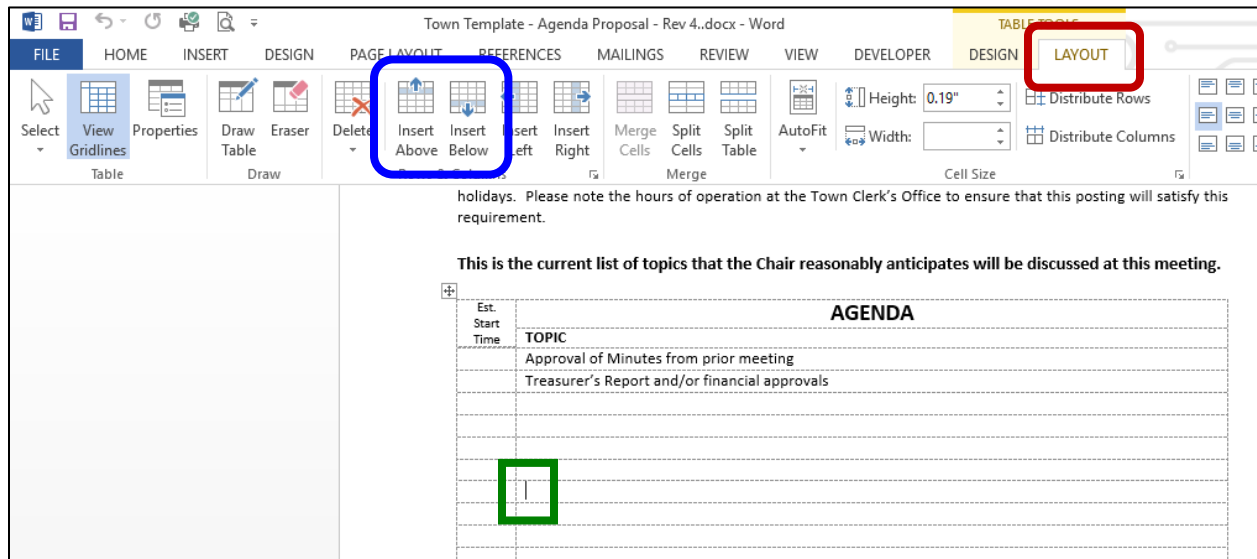 Town Template - Agenda Proposal - Rev 4..docx - Word
FILE HOME INSERT DESIGN PAGE LAYOUT REFERENCES MAILINGS REVIEW VIEW DEVELOPER DESIGN LAYOUT
TABLE TOOLS
Select
View Gridlines
Properties
Draw Table
Eraser
Delete
Insert Above
Insert Below
Insert Left
Insert Right
Merge Cells
Split Cells
Split Table
AutoFit
Height: 0.19"
Width:
Distribute Rows
Distribute Columns
Table
Draw
Rows & Columns
Merge
Cell Size
holidays. Please note the hours of operation at the Town Clerk's Office to ensure that this posting will satisfy this
requirement.
This is the current list of topics that the Chair reasonably anticipates will be discussed at this meeting.
Est.
Start
Time
AGENDA
TOPIC
Approval of Minutes from prior meeting
Treasurer's Report and/or financial approvals